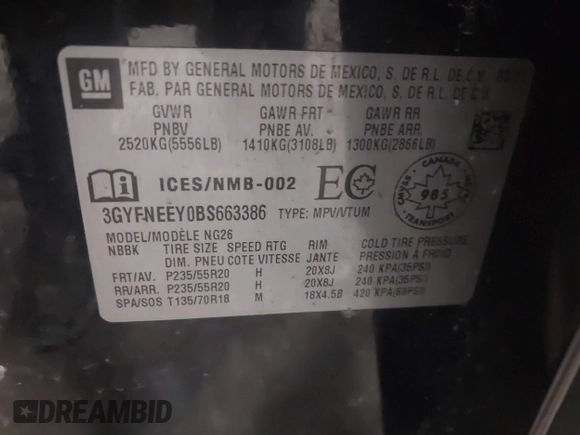 GM
MFD BY GENERAL MOTORS DE MEXICO, S. DE R.L. DE C.V.
FAB. PAR GENERAL MOTORS DE MEXICO, S. DE R.L. DE C.V.
GVWR GAWR FRT GAWR RR
PNBV PNBE AV. PNBE ARR.
2520KG(5556LB) 1410KG(3108LB) 1300KG(2866LB)
ICES/NMB-002 EC
CANADA
985
TRANSPORT
3GYFNEEY0BS663386 TYPE: MPV/VTUM
MODEL/MODÈLE NG26
NBBK TIRE SIZE SPEED RTG RIM COLD TIRE PRESSURE
DIM. PNEU COTE VITESSE JANTE PRESSION À FROID
FRT/AV. P235/55R20 H 20X8J 240 KPA(35PSI)
RR/ARR. P235/55R20 H 20X8J 240 KPA(35PSI)
SPA/SOS T135/70R18 M 18X4.5B 420 KPA(60PSI)
DREAMBID